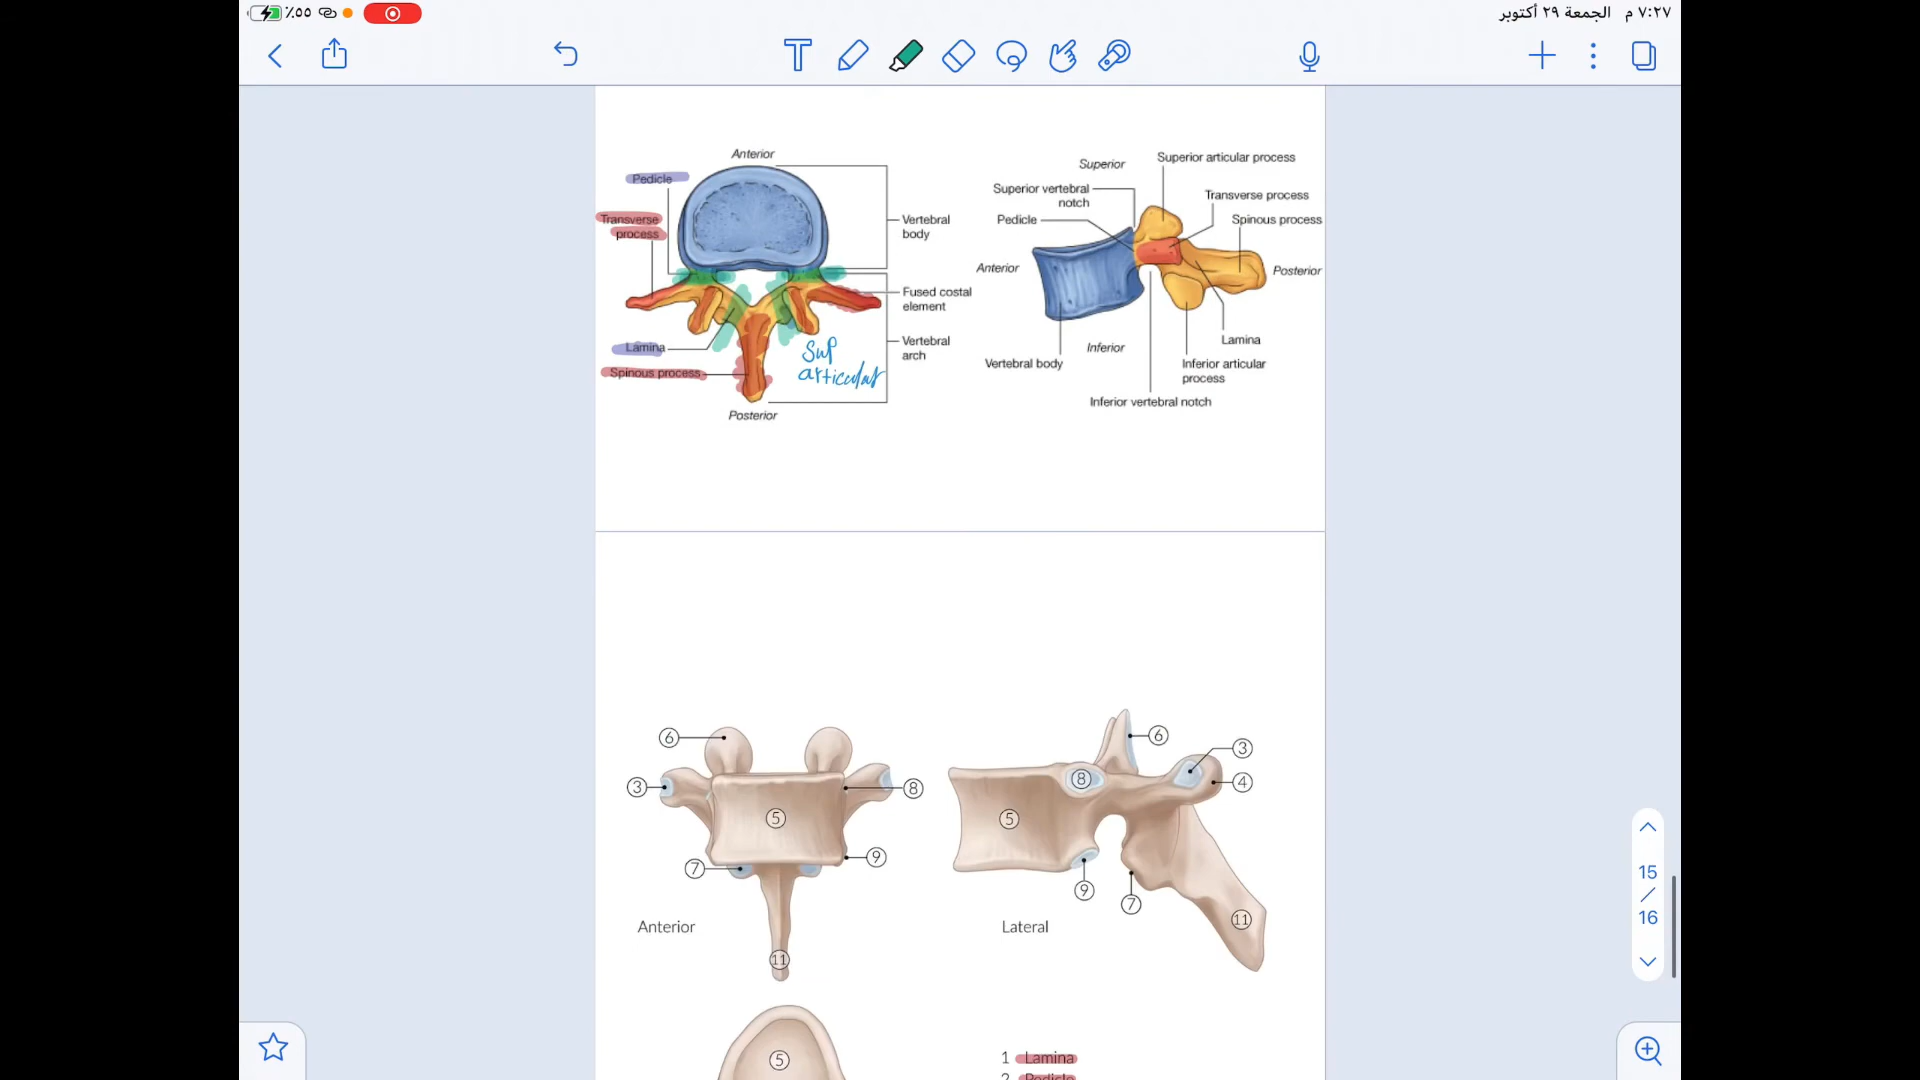 ٪٥٥
٧:٢٧ م الجمعة ٢٩ أكتوبر
Anterior
Pedicle
Transverse
process
Vertebral
body
Fused costal
element
Vertebral
arch
Lamina
Spinous process
Sup
articular
Posterior
Superior
Superior articular process
Superior vertebral
notch
Transverse process
Pedicle
Spinous process
Anterior
Posterior
Lamina
Inferior
Vertebral body
Inferior articular
process
Inferior vertebral notch
6
3
8
5
9
7
Anterior
11
6
3
8
4
5
9
7
11
Lateral
5
1 Lamina
2 Pedicle
15
/
16